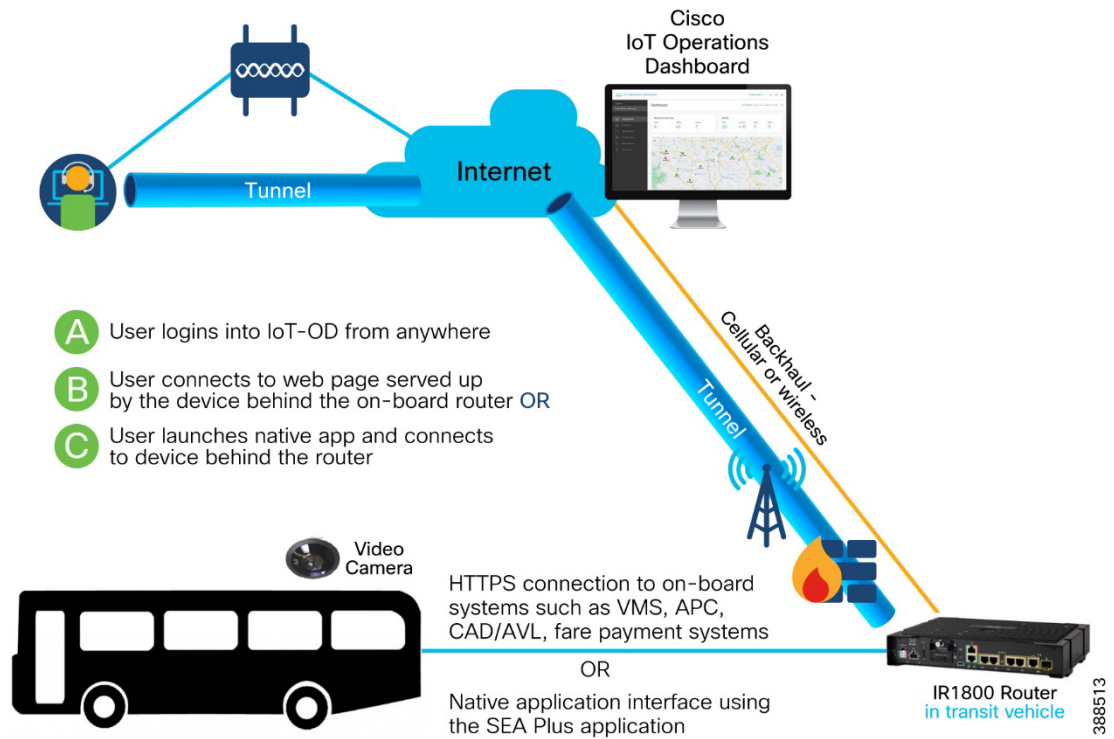 Cisco
IoT Operations
Dashboard
Internet
Tunnel
A
User logins into IoT-OD from anywhere
B
User connects to web page served up
by the device behind the on-board router OR
C
User launches native app and connects
to device behind the router
Backhaul -
Cellular or wireless
Tunnel
Video
Camera
HTTPS connection to on-board
systems such as VMS, APC,
CAD/AVL, fare payment systems
OR
Native application interface using
the SEA Plus application
IR1800 Router
in transit vehicle
388513